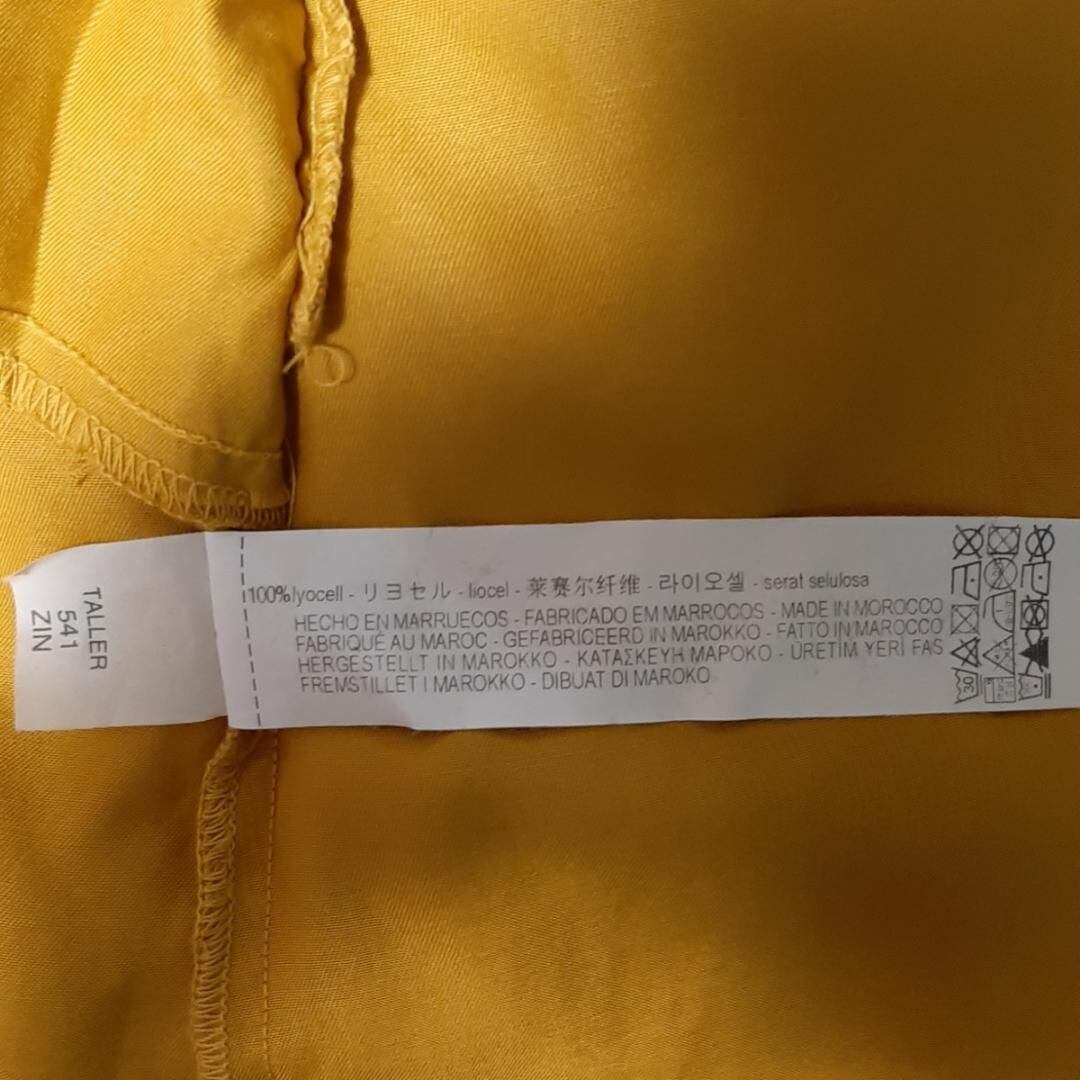 TALLER
541
ZIN
100%lyocell - リヨセル - liocel - 莱赛尔纤维 - 라이오셀 - serat selulosa
HECHO EN MARRUECOS - FABRICADO EM MARROCOS - MADE IN MOROCCO
FABRIQUÉ AU MAROC - GEFABRICEERD IN MAROKKO - FATTO IN MAROCCO
HERGESTELLT IN MAROKKO - ΚΑΤΑΣΚΕΥΗ ΜΑΡΟΚΟ - ÜRETİM YERİ FAS
FREMSTILLET I MAROKKO - DIBUAT DI MAROKO
30